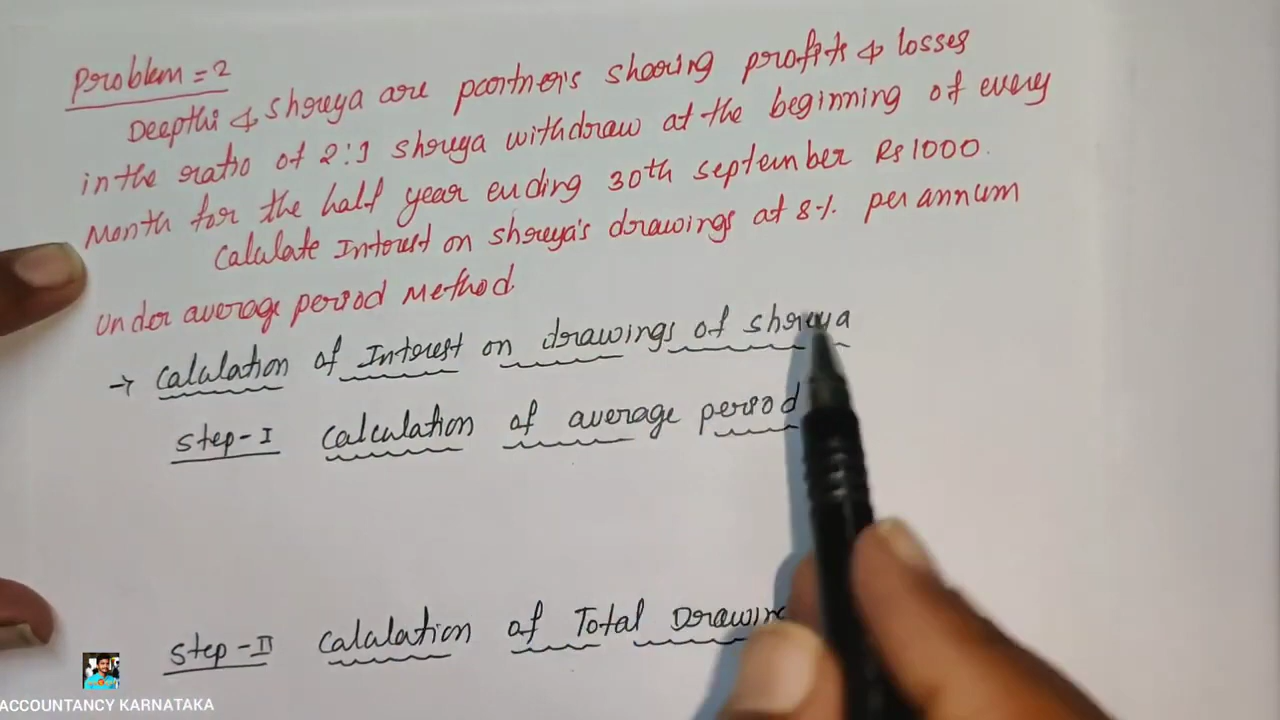 Problem = 2
Deepthi & Shreya are partners sharing profits & losses
in the ratio of 2:1 Shreya withdraw at the beginning of every
Month for the half year ending 30th september Rs 1000.
Calulate Interest on shreya's drawings at 8% per annum
Under average period Method.
→ Calulation of Interest on drawings of shreya
Step-I Calculation of average period
Step-II Calulation of Total Drawing
ACCOUNTANCY KARNATAKA